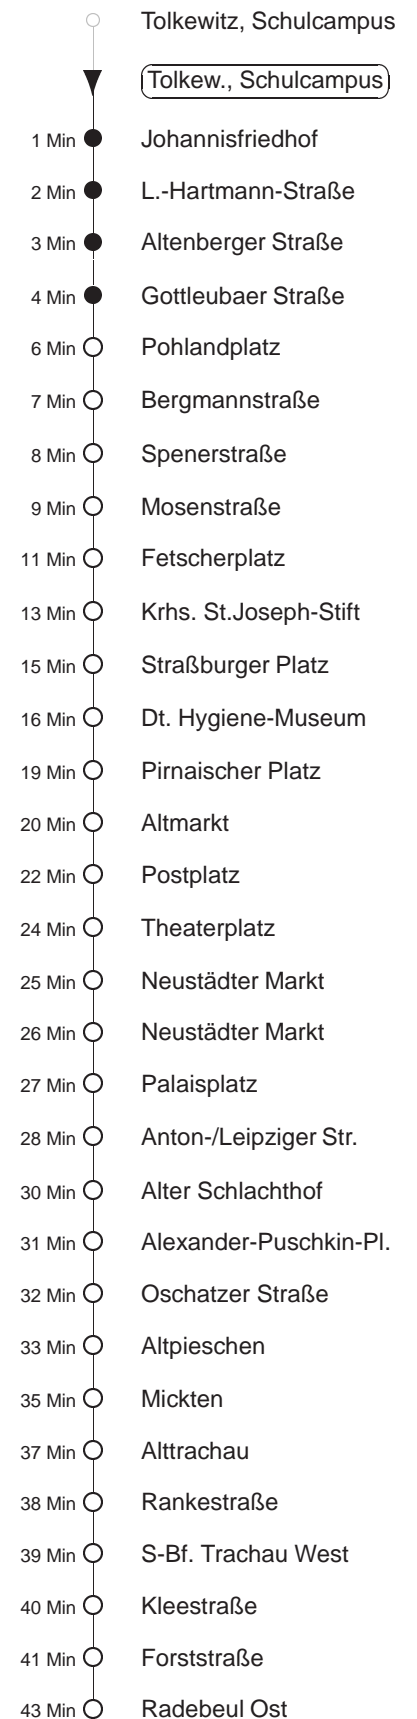 Tolkewitz, Schulcampus
Tolkew., Schulcampus
1 Min Johannisfriedhof
2 Min L.-Hartmann-Straße
3 Min Altenberger Straße
4 Min Gottleubaer Straße
6 Min Pohlandplatz
7 Min Bergmannstraße
8 Min Spenerstraße
9 Min Mosenstraße
11 Min Fetscherplatz
13 Min Krhs. St.Joseph-Stift
15 Min Straßburger Platz
16 Min Dt. Hygiene-Museum
19 Min Pirnaischer Platz
20 Min Altmarkt
22 Min Postplatz
24 Min Theaterplatz
25 Min Neustädter Markt
26 Min Neustädter Markt
27 Min Palaisplatz
28 Min Anton-/Leipziger Str.
30 Min Alter Schlachthof
31 Min Alexander-Puschkin-Pl.
32 Min Oschatzer Straße
33 Min Altpieschen
35 Min Mickten
37 Min Alttrachau
38 Min Rankestraße
39 Min S-Bf. Trachau West
40 Min Kleestraße
41 Min Forststraße
43 Min Radebeul Ost